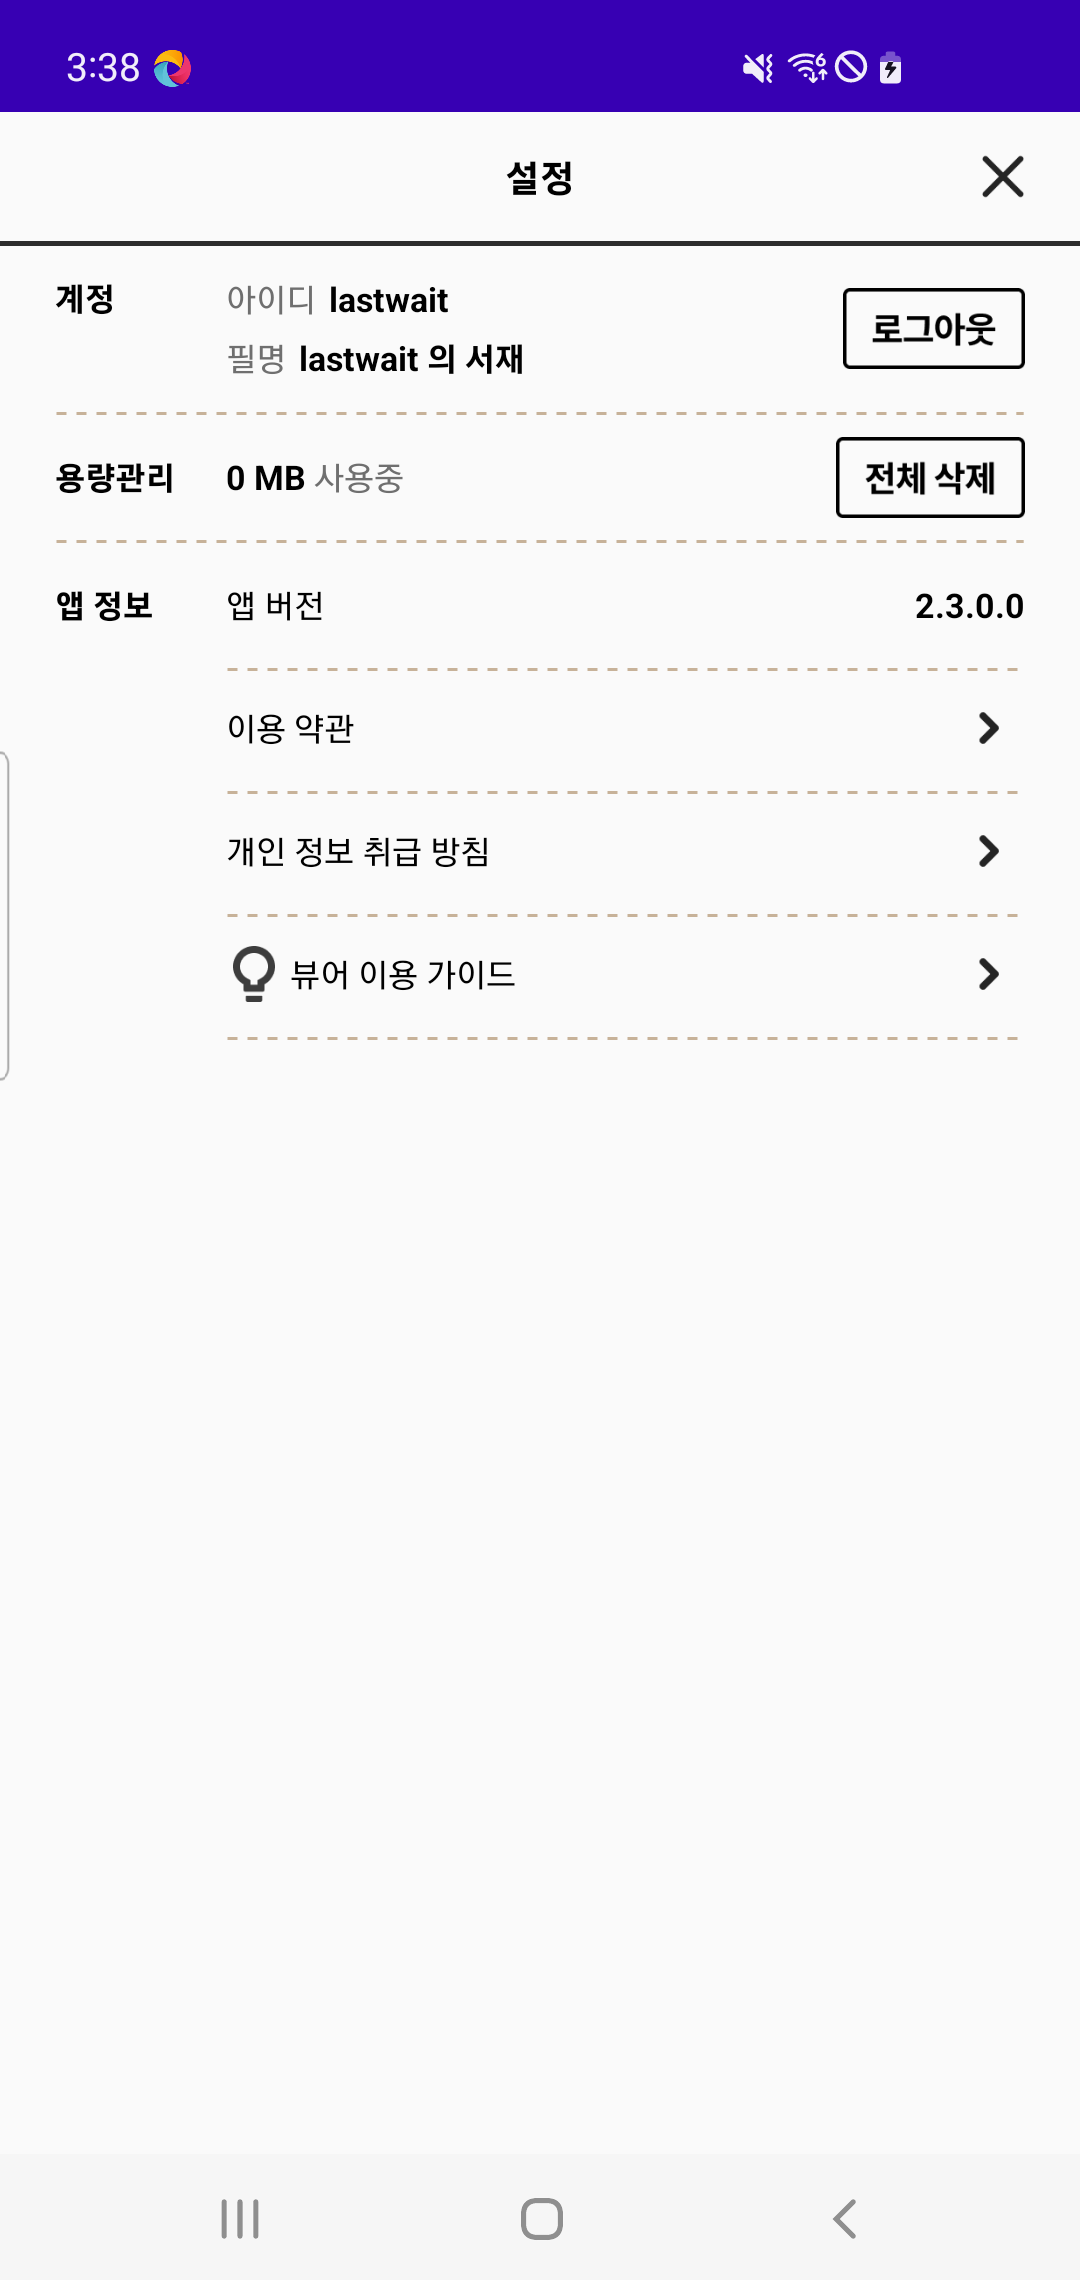 3:38
설정
계정
아이디 lastwait
필명 lastwait 의 서재
로그아웃
용량관리
0 MB 사용중
전체 삭제
앱 정보
앱 버전
2.3.0.0
이용 약관
개인 정보 취급 방침
뷰어 이용 가이드